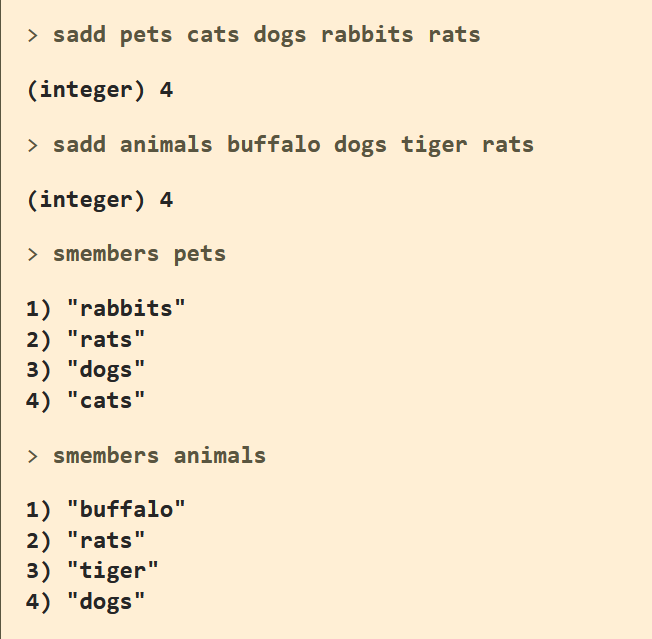 > sadd pets cats dogs rabbits rats
(integer) 4
> sadd animals buffalo dogs tiger rats
(integer) 4
> smembers pets
1) "rabbits"
2) "rats"
3) "dogs"
4) "cats"
> smembers animals
1) "buffalo"
2) "rats"
3) "tiger"
4) "dogs"